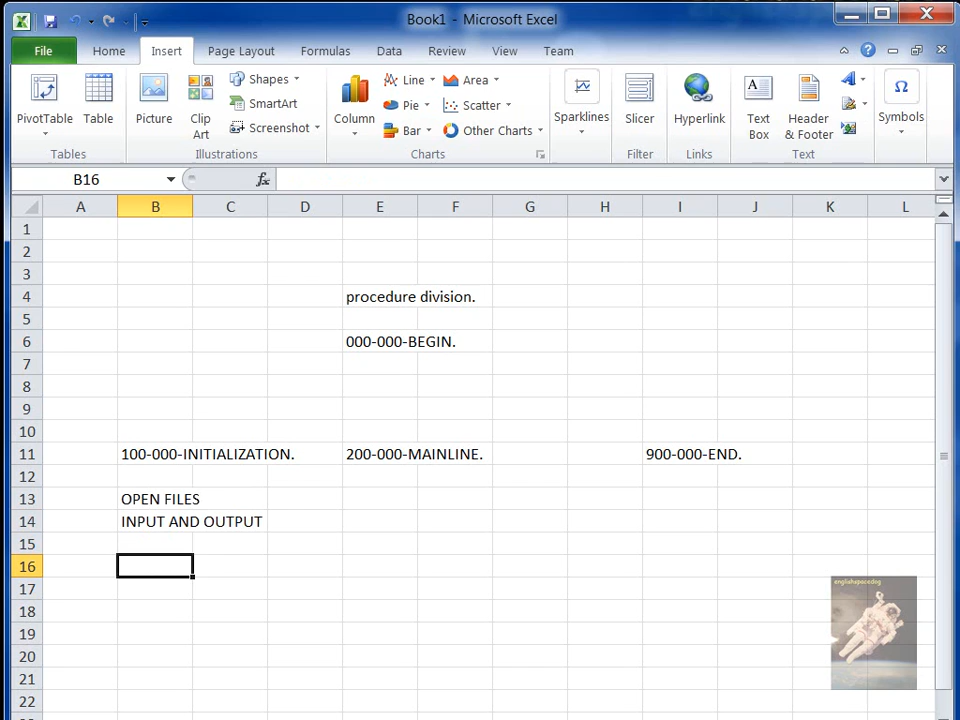 Book1 - Microsoft Excel
File Home Insert Page Layout Formulas Data Review View Team
PivotTable Table Picture Clip Art Shapes SmartArt Screenshot Column Line Pie Bar Area Scatter Other Charts Sparklines Slicer Hyperlink Text Box Header & Footer Symbols
Tables Illustrations Charts Filter Links Text
B16 fx
A B C D E F G H I J K L
1
2
3
4 procedure division.
5
6 000-000-BEGIN.
7
8
9
10
11 100-000-INITIALIZATION. 200-000-MAINLINE. 900-000-END.
12
13 OPEN FILES
14 INPUT AND OUTPUT
15
16
17
18
19
20
21
22
englishspacedog